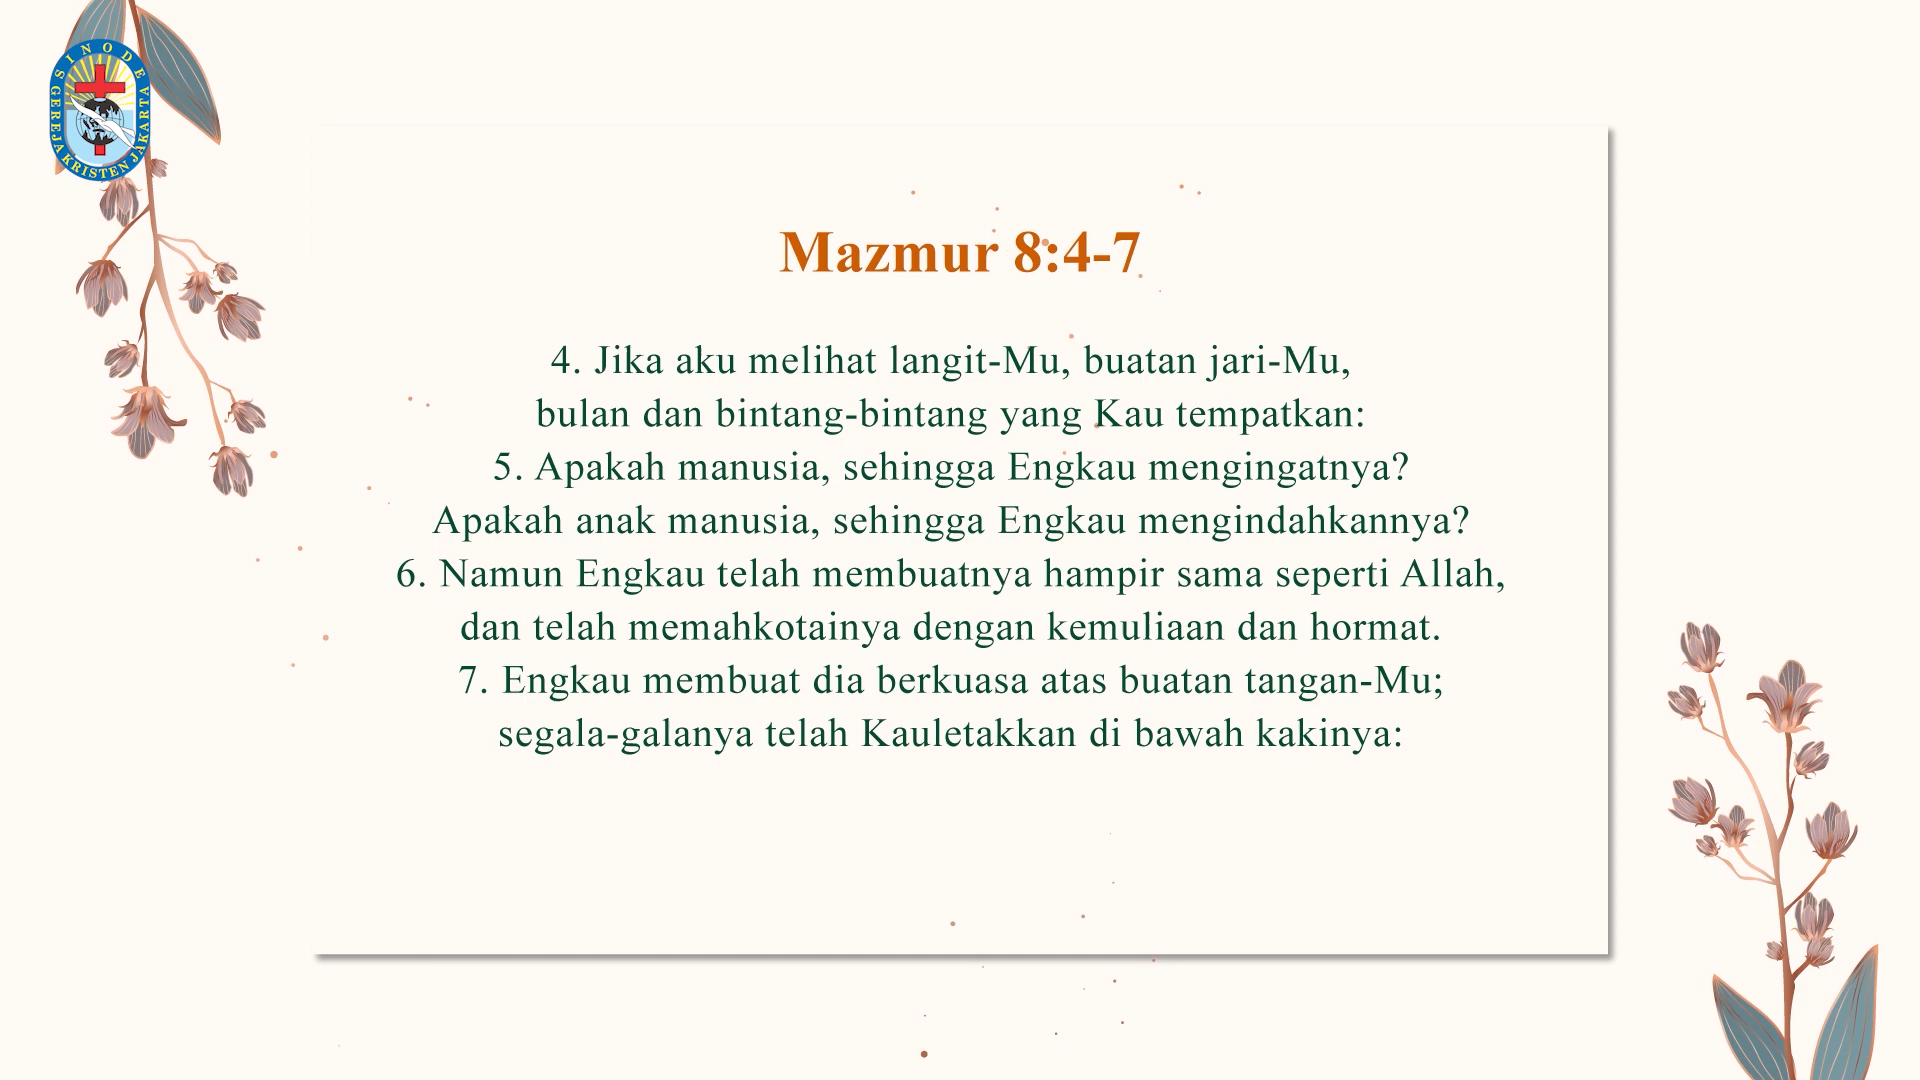 SINODE
GEREJA KRISTEN JAKARTA
Mazmur 8:4-7
4. Jika aku melihat langit-Mu, buatan jari-Mu,
bulan dan bintang-bintang yang Kau tempatkan:
5. Apakah manusia, sehingga Engkau mengingatnya?
Apakah anak manusia, sehingga Engkau mengindahkannya?
6. Namun Engkau telah membuatnya hampir sama seperti Allah,
dan telah memahkotainya dengan kemuliaan dan hormat.
7. Engkau membuat dia berkuasa atas buatan tangan-Mu;
segala-galanya telah Kauletakkan di bawah kakinya: